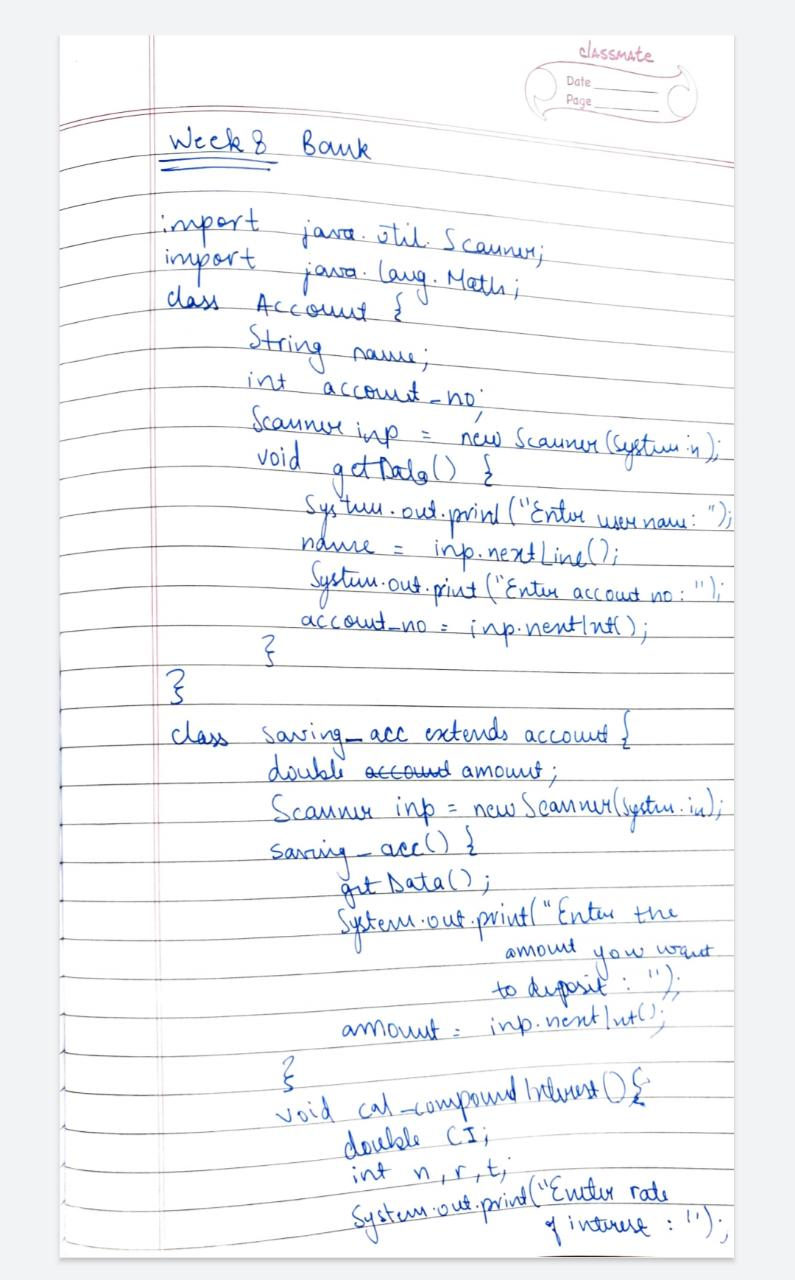 classmate
Date
Page
Week 8 Bank
import java.util.Scanner;
import java.lang.Math;
class Account {
String name;
int account_no;
Scanner inp = new Scanner(System.in);
void getData() {
System.out.print("Enter user name: ");
name = inp.nextLine();
System.out.print("Enter account no: ");
account_no = inp.nextInt();
}
}
class saving_acc extends account {
double account amount;
Scanner inp = new Scanner(System.in);
saving_acc() {
getData();
System.out.print("Enter the
amount you want
to deposit : ");
amount = inp.nextInt();
}
void cal_compoundInterest(){
double CI;
int n, r, t;
System.out.print("Enter rate
of interest : ");